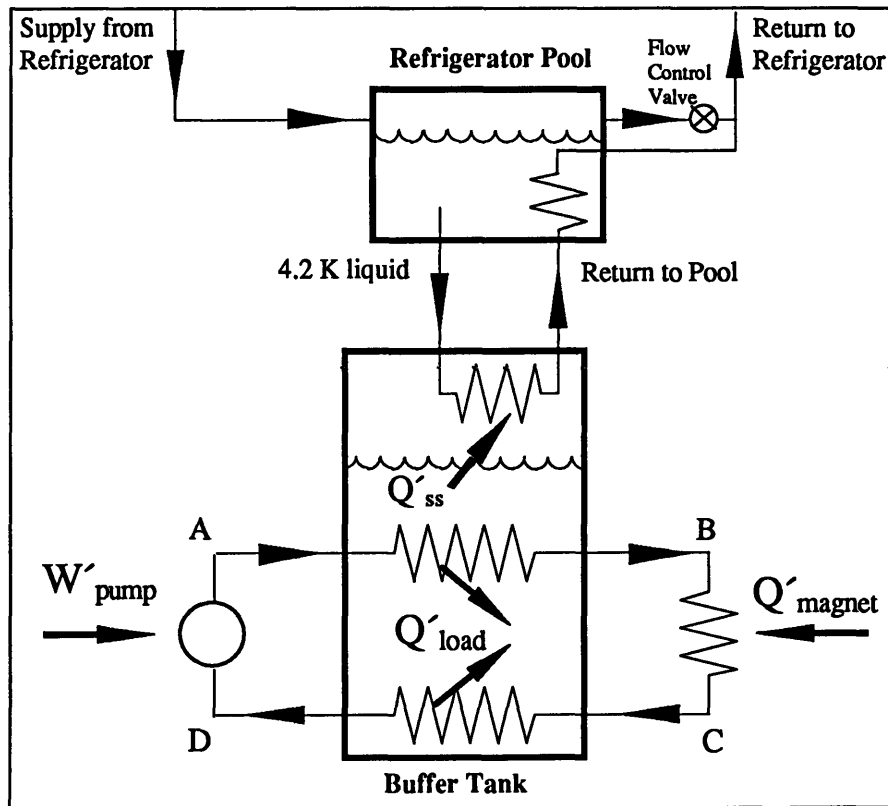 Supply from
Refrigerator
Refrigerator Pool
Flow
Control
Valve
Return to
Refrigerator
4.2 K liquid
Return to Pool
Q´ss
A
B
W´pump
Q´load
Q´magnet
D
C
Buffer Tank